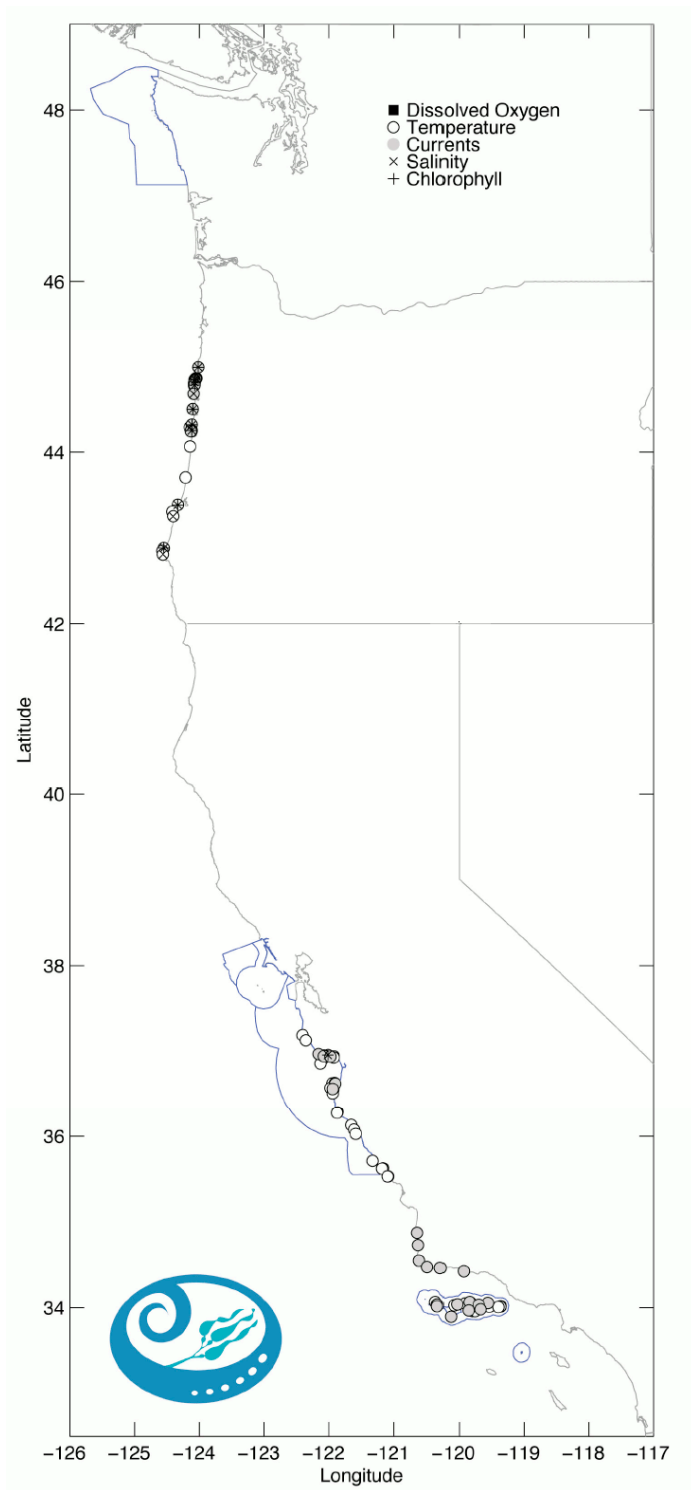 48
46
44
42
40
38
36
34
Latitude
Dissolved Oxygen
Temperature
Currents
Salinity
Chlorophyll
−126 −125 −124 −123 −122 −121 −120 −119 −118 −117
Longitude